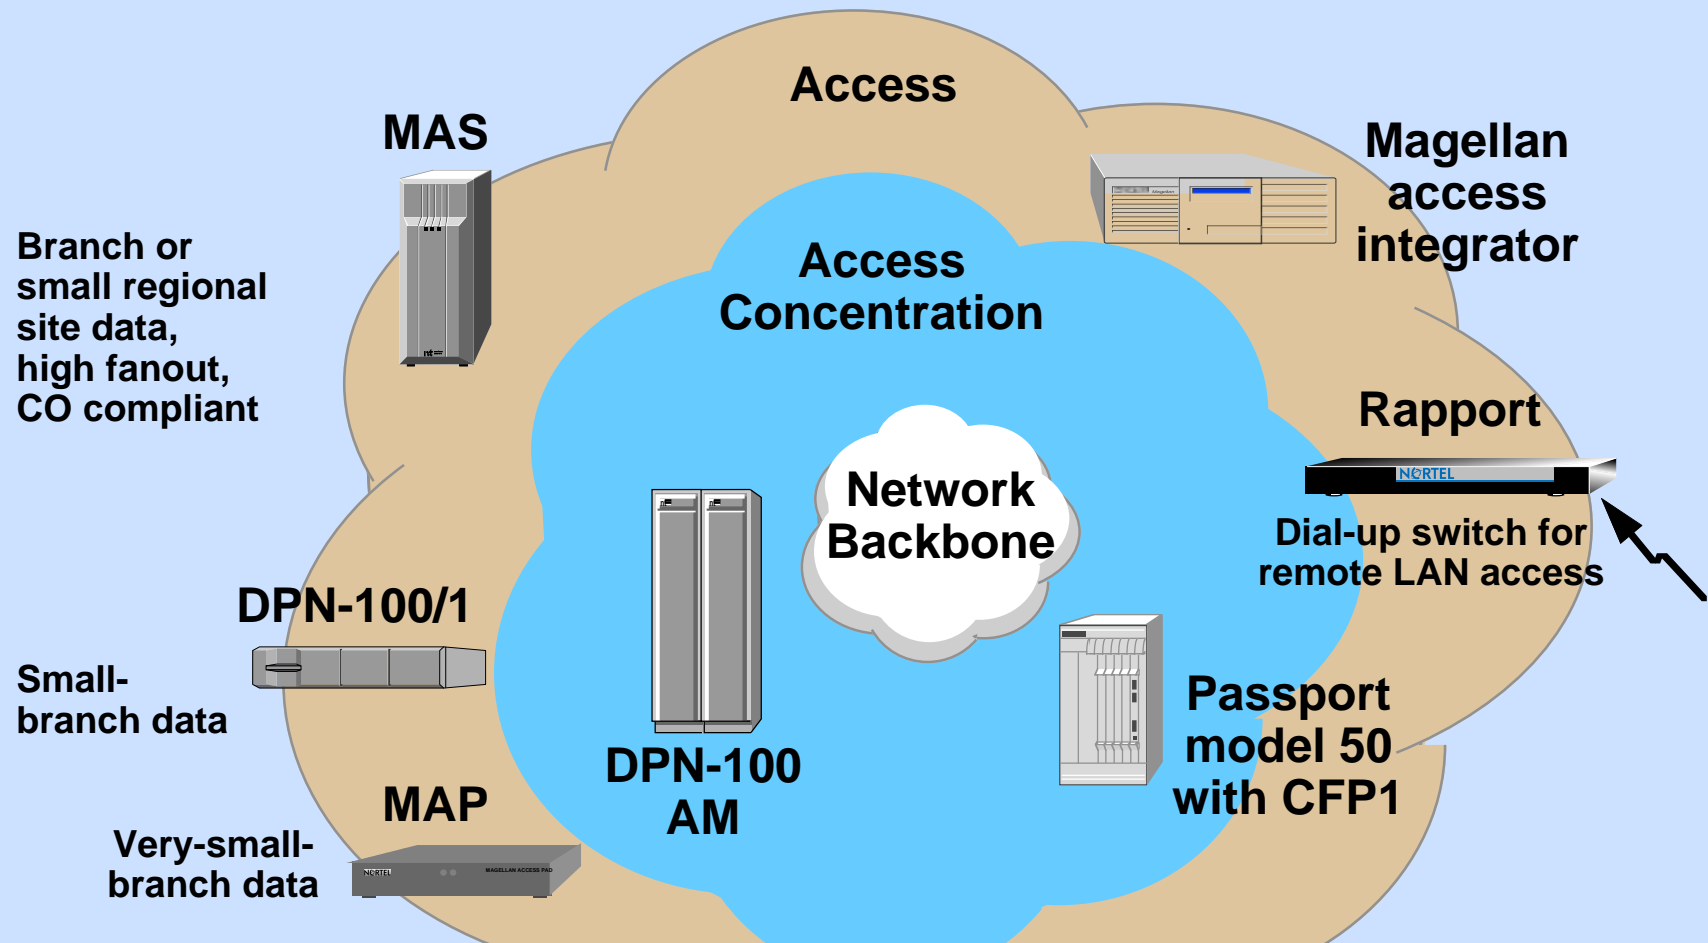 Access
MAS
Magellan
access
integrator
Branch or
small regional
site data,
high fanout,
CO compliant
Access
Concentration
Rapport
NORTEL
Dial-up switch for
remote LAN access
Network
Backbone
DPN-100/1
Small-
branch data
DPN-100
AM
Passport
model 50
with CFP1
MAP
Very-small-
branch data
NORTEL
MAGELLAN ACCESS PAD